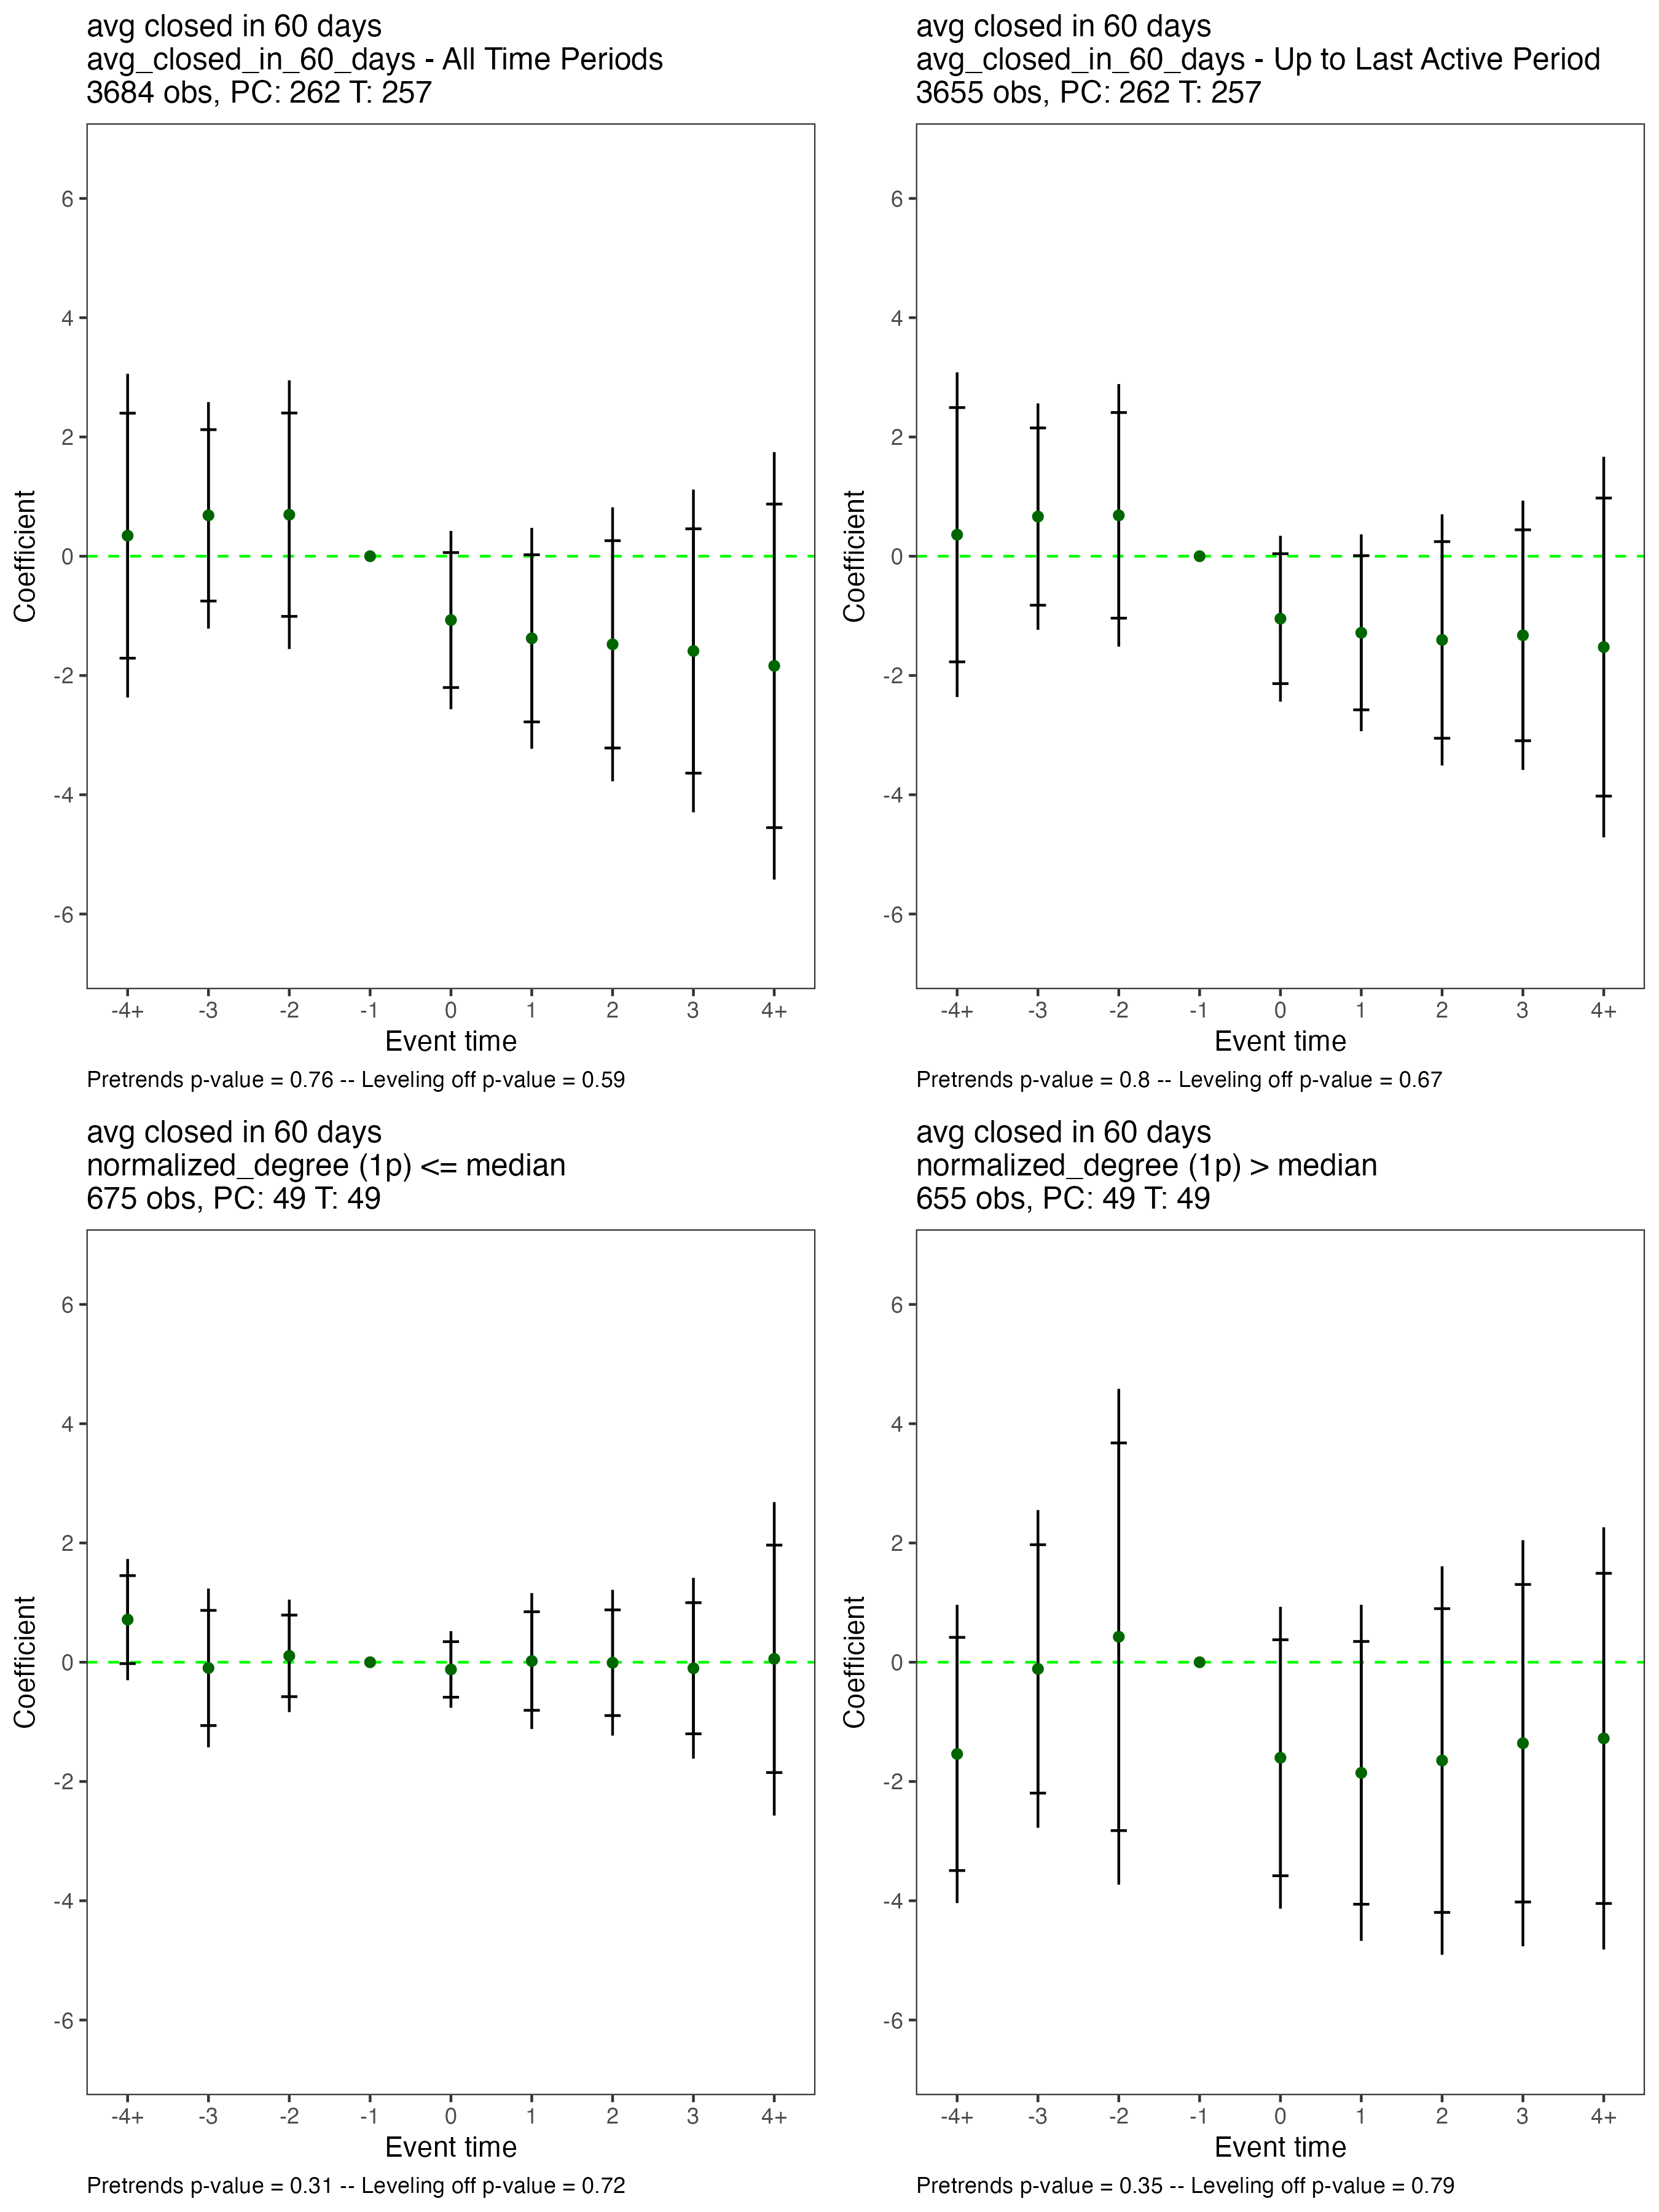 avg closed in 60 days
avg_closed_in_60_days - All Time Periods
3684 obs, PC: 262 T: 257
6
4
2
0
-2
-4
-6
Coefficient
-4+ -3 -2 -1 0 1 2 3 4+
Event time
Pretrends p-value = 0.76 -- Leveling off p-value = 0.59
avg closed in 60 days
avg_closed_in_60_days - Up to Last Active Period
3655 obs, PC: 262 T: 257
6
4
2
0
-2
-4
-6
Coefficient
-4+ -3 -2 -1 0 1 2 3 4+
Event time
Pretrends p-value = 0.8 -- Leveling off p-value = 0.67
avg closed in 60 days
normalized_degree (1p) <= median
675 obs, PC: 49 T: 49
6
4
2
0
-2
-4
-6
Coefficient
-4+ -3 -2 -1 0 1 2 3 4+
Event time
Pretrends p-value = 0.31 -- Leveling off p-value = 0.72
avg closed in 60 days
normalized_degree (1p) > median
655 obs, PC: 49 T: 49
6
4
2
0
-2
-4
-6
Coefficient
-4+ -3 -2 -1 0 1 2 3 4+
Event time
Pretrends p-value = 0.35 -- Leveling off p-value = 0.79